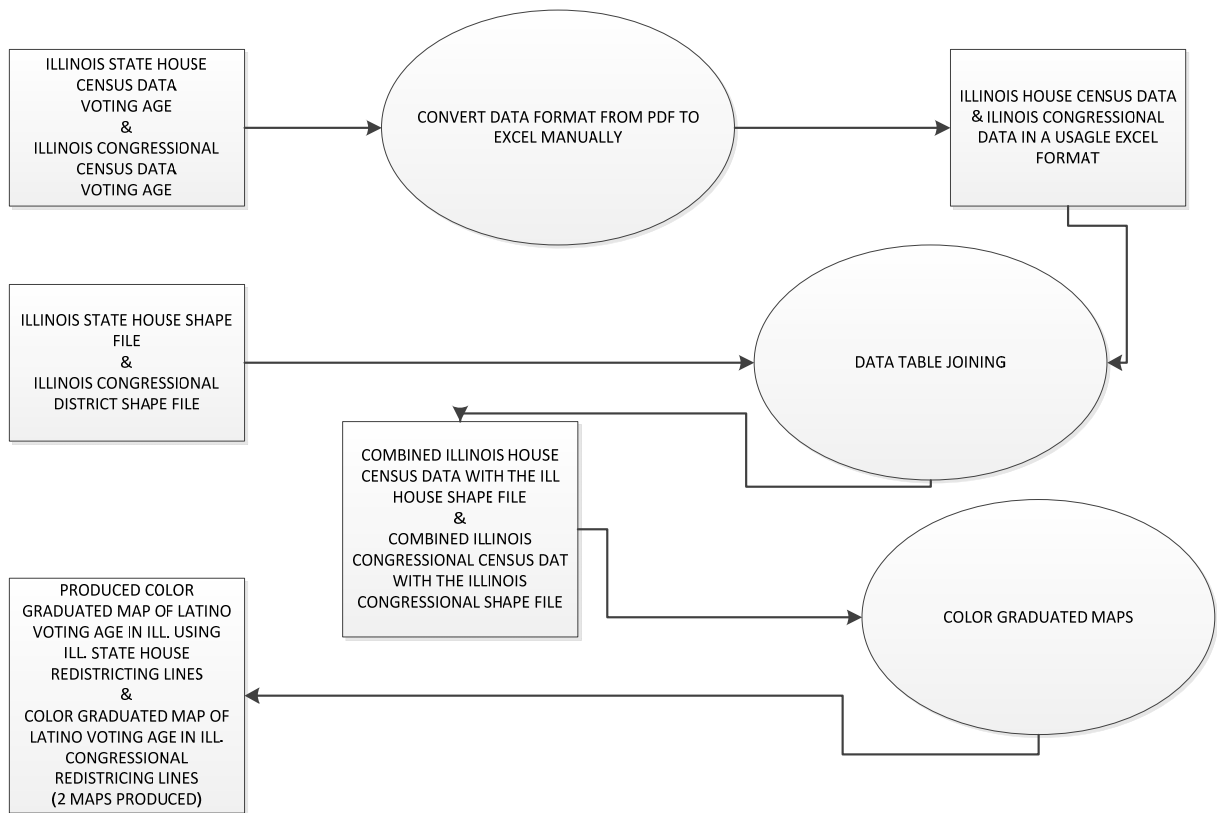 ILLINOIS STATE HOUSE
CENSUS DATA
VOTING AGE
&
ILLINOIS CONGRESSIONAL
CENSUS DATA
VOTING AGE
CONVERT DATA FORMAT FROM PDF TO
EXCEL MANUALLY
ILLINOIS HOUSE CENSUS DATA
& ILINOIS CONGRESSIONAL
DATA IN A USAGLE EXCEL
FORMAT
ILLINOIS STATE HOUSE SHAPE
FILE
&
ILLINOIS CONGRESSIONAL
DISTRICT SHAPE FILE
DATA TABLE JOINING
COMBINED ILLINOIS HOUSE
CENSUS DATA WITH THE ILL
HOUSE SHAPE FILE
&
COMBINED ILLINOIS
CONGRESSIONAL CENSUS DAT
WITH THE ILLINOIS
CONGRESSIONAL SHAPE FILE
COLOR GRADUATED MAPS
PRODUCED COLOR
GRADUATED MAP OF LATINO
VOTING AGE IN ILL. USING
ILL. STATE HOUSE
REDISTRICTING LINES
&
COLOR GRADUATED MAP OF
LATINO VOTING AGE IN ILL.
CONGRESSIONAL
REDISTRICING LINES
(2 MAPS PRODUCED)